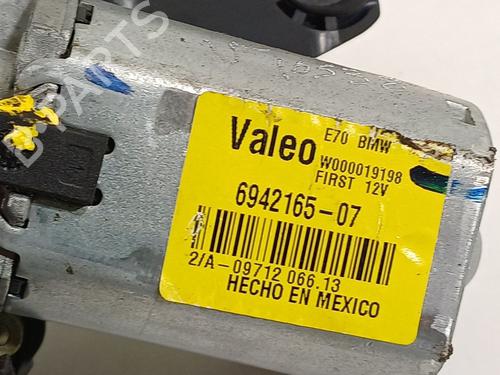 B-PARTS
Valeo E70 BMW
W000019198
FIRST 12V
6942165-07
2/A-09712 066.13
HECHO EN MEXICO